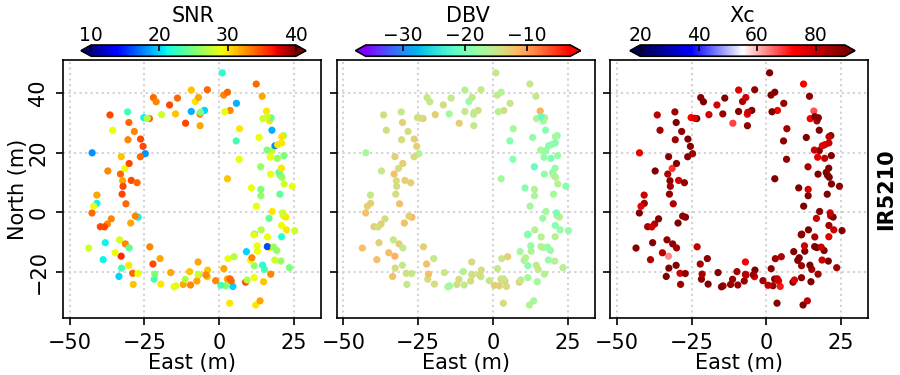 SNR DBV Xc
10 20 30 40 −30 −20 −10 20 40 60 80
40
20
0
−20
North (m)
IR5210
−50 −25 0 25 −50 −25 0 25 −50 −25 0 25
East (m) East (m) East (m)